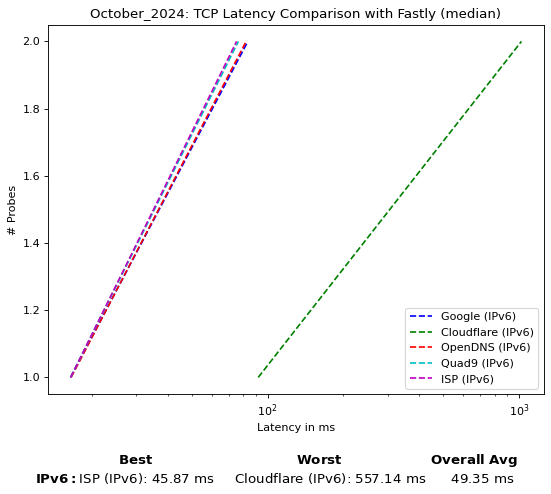 October_2024: TCP Latency Comparison with Fastly (median)
2.0
1.8
1.6
1.4
1.2
1.0
# Probes
Google (IPv6)
Cloudflare (IPv6)
OpenDNS (IPv6)
Quad9 (IPv6)
ISP (IPv6)
10² 10³
Latency in ms
Best Worst Overall Avg
IPv6: ISP (IPv6): 45.87 ms Cloudflare (IPv6): 557.14 ms 49.35 ms